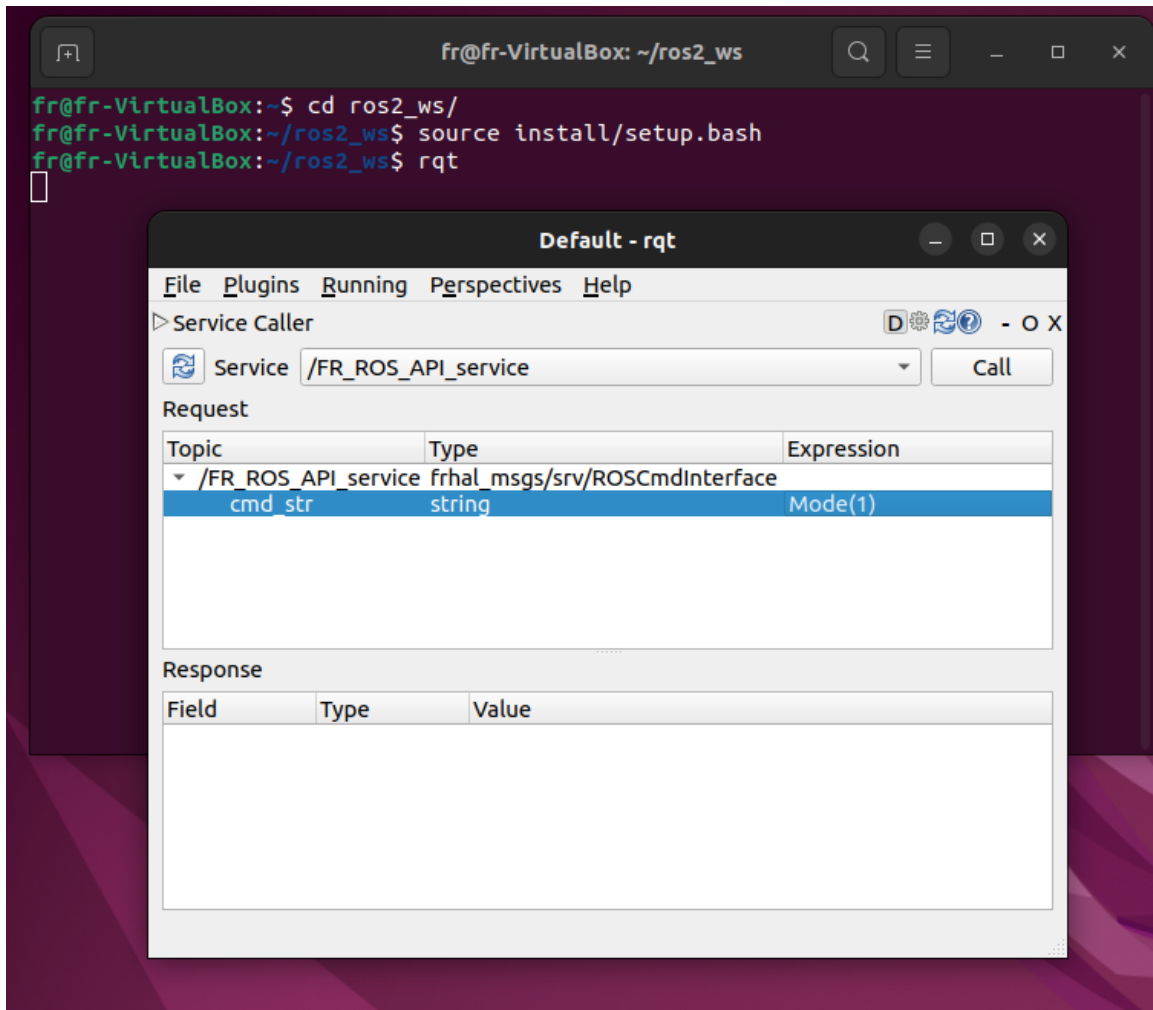 fr@fr-VirtualBox: ~/ros2_ws
fr@fr-VirtualBox:~$ cd ros2_ws/
fr@fr-VirtualBox:~/ros2_ws$ source install/setup.bash
fr@fr-VirtualBox:~/ros2_ws$ rqt
Default - rqt
File Plugins Running Perspectives Help
Service Caller D - O X
Service /FR_ROS_API_service Call
Request
Topic Type Expression
/FR_ROS_API_service frhal_msgs/srv/ROSCmdInterface
cmd_str string Mode(1)
Response
Field Type Value